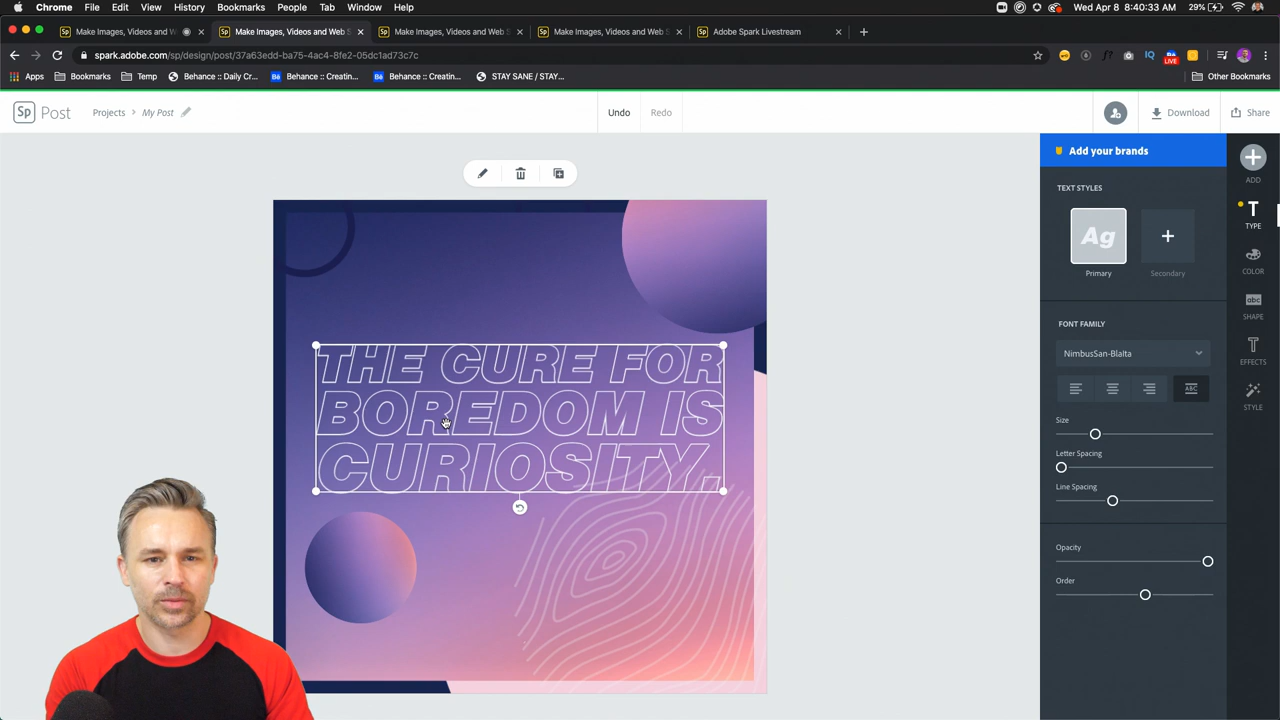 Chrome File Edit View History Bookmarks People Tab Window Help Wed Apr 8 8:40:33 AM 29%
Make Images, Videos and W Make Images, Videos and Web S Make Images, Videos and Web S Make Images, Videos and Web S Adobe Spark Livestream
spark.adobe.com/sp/design/post/37a63edd-ba75-4ac4-8fe2-05dc1ad73c7c
Apps Bookmarks Temp Behance :: Daily Cr... Behance :: Creatin... Behance :: Creatin... STAY SANE / STAY... Other Bookmarks
Sp Post Projects > My Post Undo Redo Download Share
Add your brands
TEXT STYLES
Ag
Primary
Secondary
FONT FAMILY
NimbusSan-Blalta
ABC
Size
Letter Spacing
Line Spacing
Opacity
Order
ADD
T
TYPE
COLOR
abc
SHAPE
T
EFFECTS
STYLE
THE CURE FOR
BOREDOM IS
CURIOSITY.